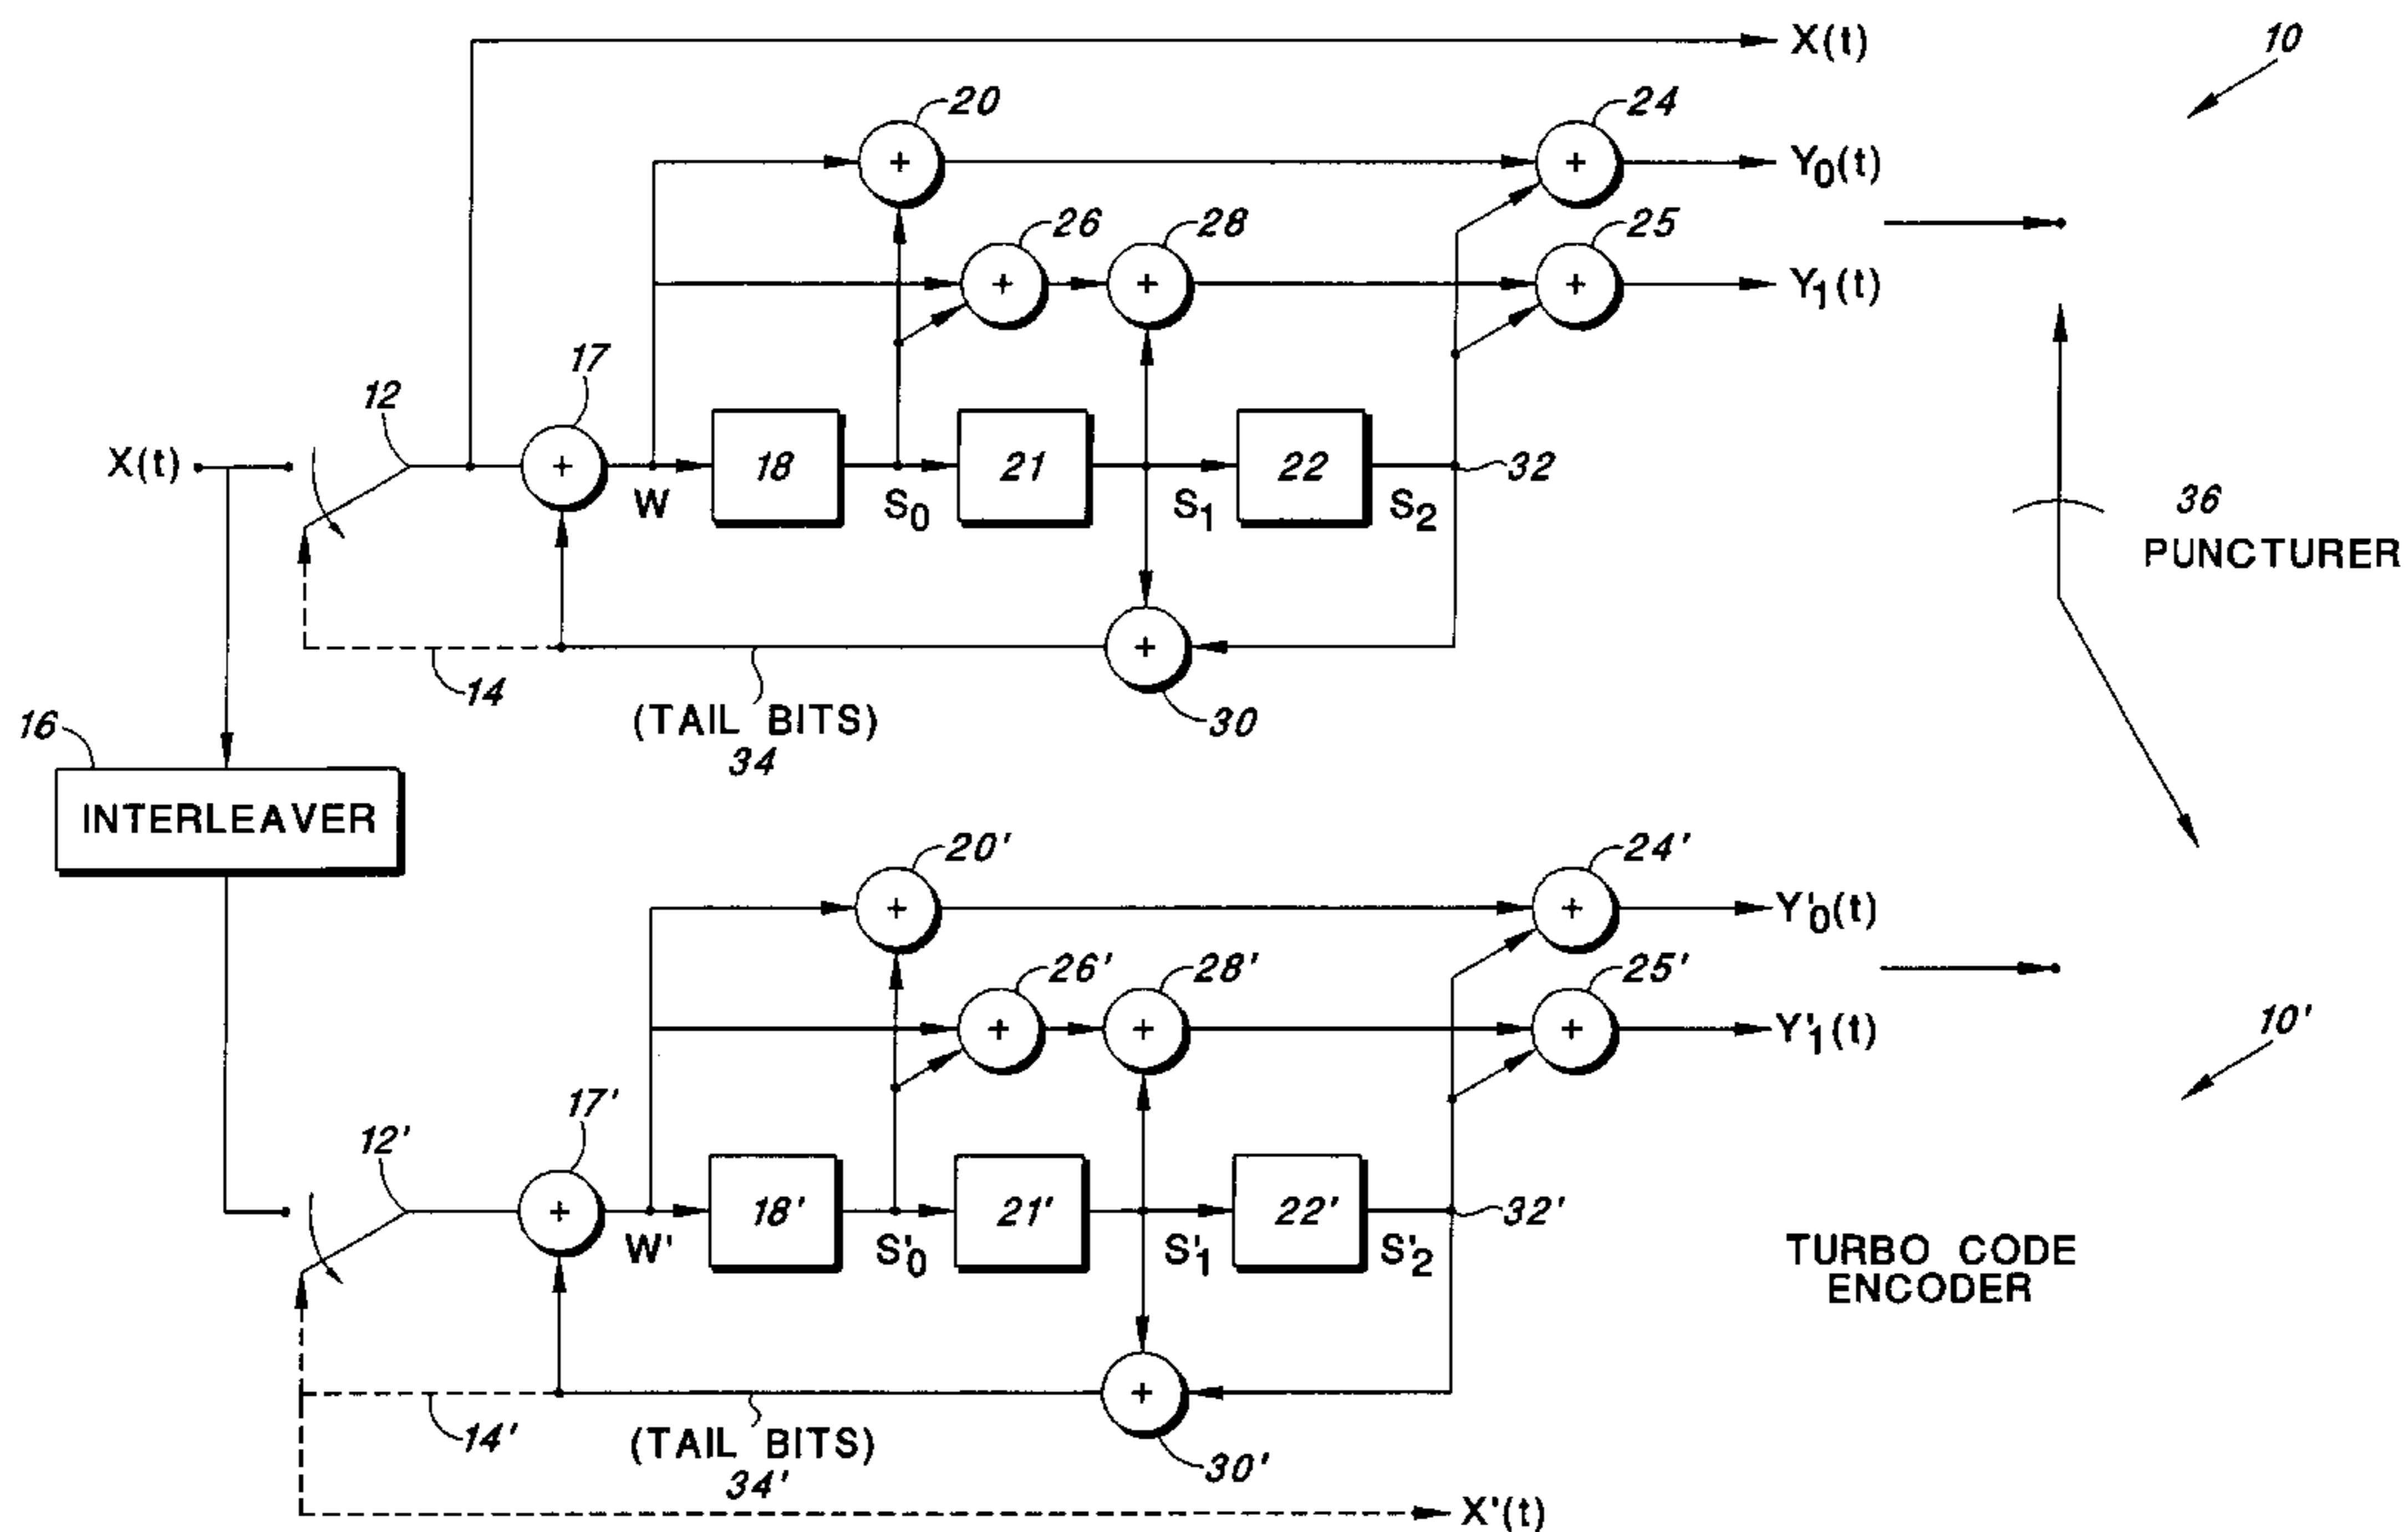 X(t)
10
20
24
Y0(t)
26
28
25
Y1(t)
17
12
X(t)
18
21
22
32
W
S0
S1
S2
36
PUNCTURER
14
(TAIL BITS)
34
30
16
INTERLEAVER
20'
24'
Y'0(t)
26'
28'
25'
Y'1(t)
10'
17'
12'
18'
21'
22'
32'
W'
S'0
S'1
S'2
TURBO CODE
ENCODER
14'
(TAIL BITS)
34'
30'
X'(t)